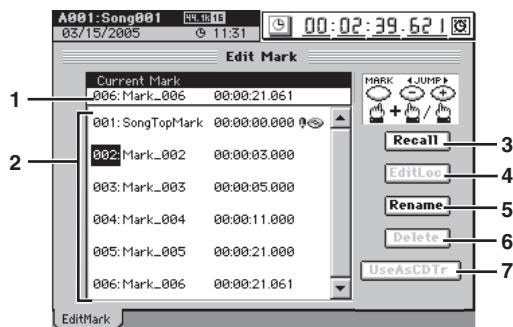 A001:Song001 44.1k 16
03/15/2005 11:31
00:02:39.621
Edit Mark
Current Mark
006: Mark_006 00:00:21.061
001: SongTopMark 00:00:00.000
002: Mark_002 00:00:03.000
003: Mark_003 00:00:05.000
004: Mark_004 00:00:11.000
005: Mark_005 00:00:21.000
006: Mark_006 00:00:21.061
MARK ◀JUMP▶
− +
+ /
Recall
EditLoc
Rename
Delete
UseAsCDTr
EditMark
1
2
3
4
5
6
7